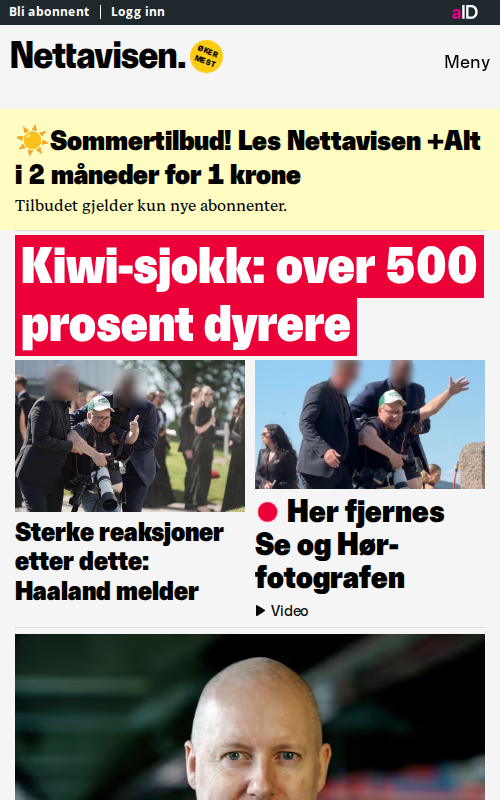 Bli abonnent | Logg inn
aID
Nettavisen.
ØKER
MEST
Meny
☀️Sommertilbud! Les Nettavisen +Alt
i 2 måneder for 1 krone
Tilbudet gjelder kun nye abonnenter.
Kiwi-sjokk: over 500
prosent dyrere
Sterke reaksjoner
etter dette:
Haaland melder
🔴 Her fjernes
Se og Hør-
fotografen
Video